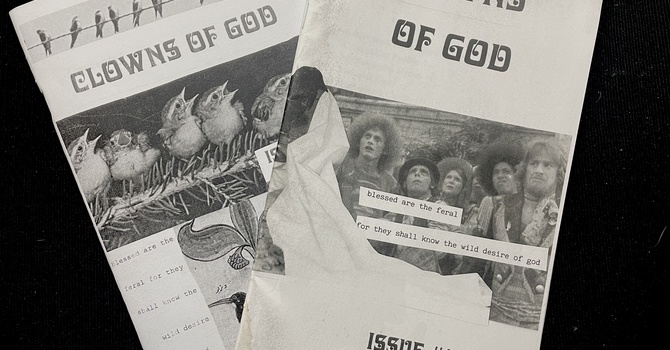 CLOWNS OF GOD
OF GOD
IS
blessed are the feral
for they shall know the wild desire of god
blessed are the
feral for they
shall know the
wild desire
ISSUE